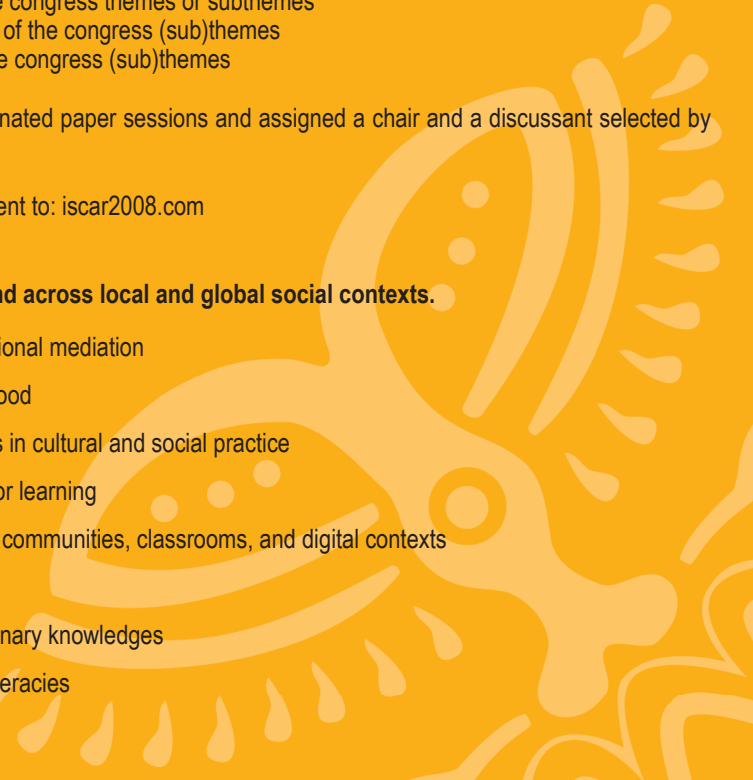 e congress themes or subthemes
of the congress (sub)themes
e congress (sub)themes
nated paper sessions and assigned a chair and a discussant selected by
ent to: iscar2008.com
nd across local and global social contexts.
ional mediation
ood
s in cultural and social practice
or learning
communities, classrooms, and digital contexts
nary knowledges
eracies